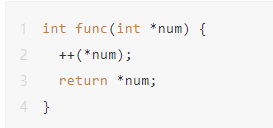 1 int func(int *num) {
2   ++(*num);
3   return *num;
4 }